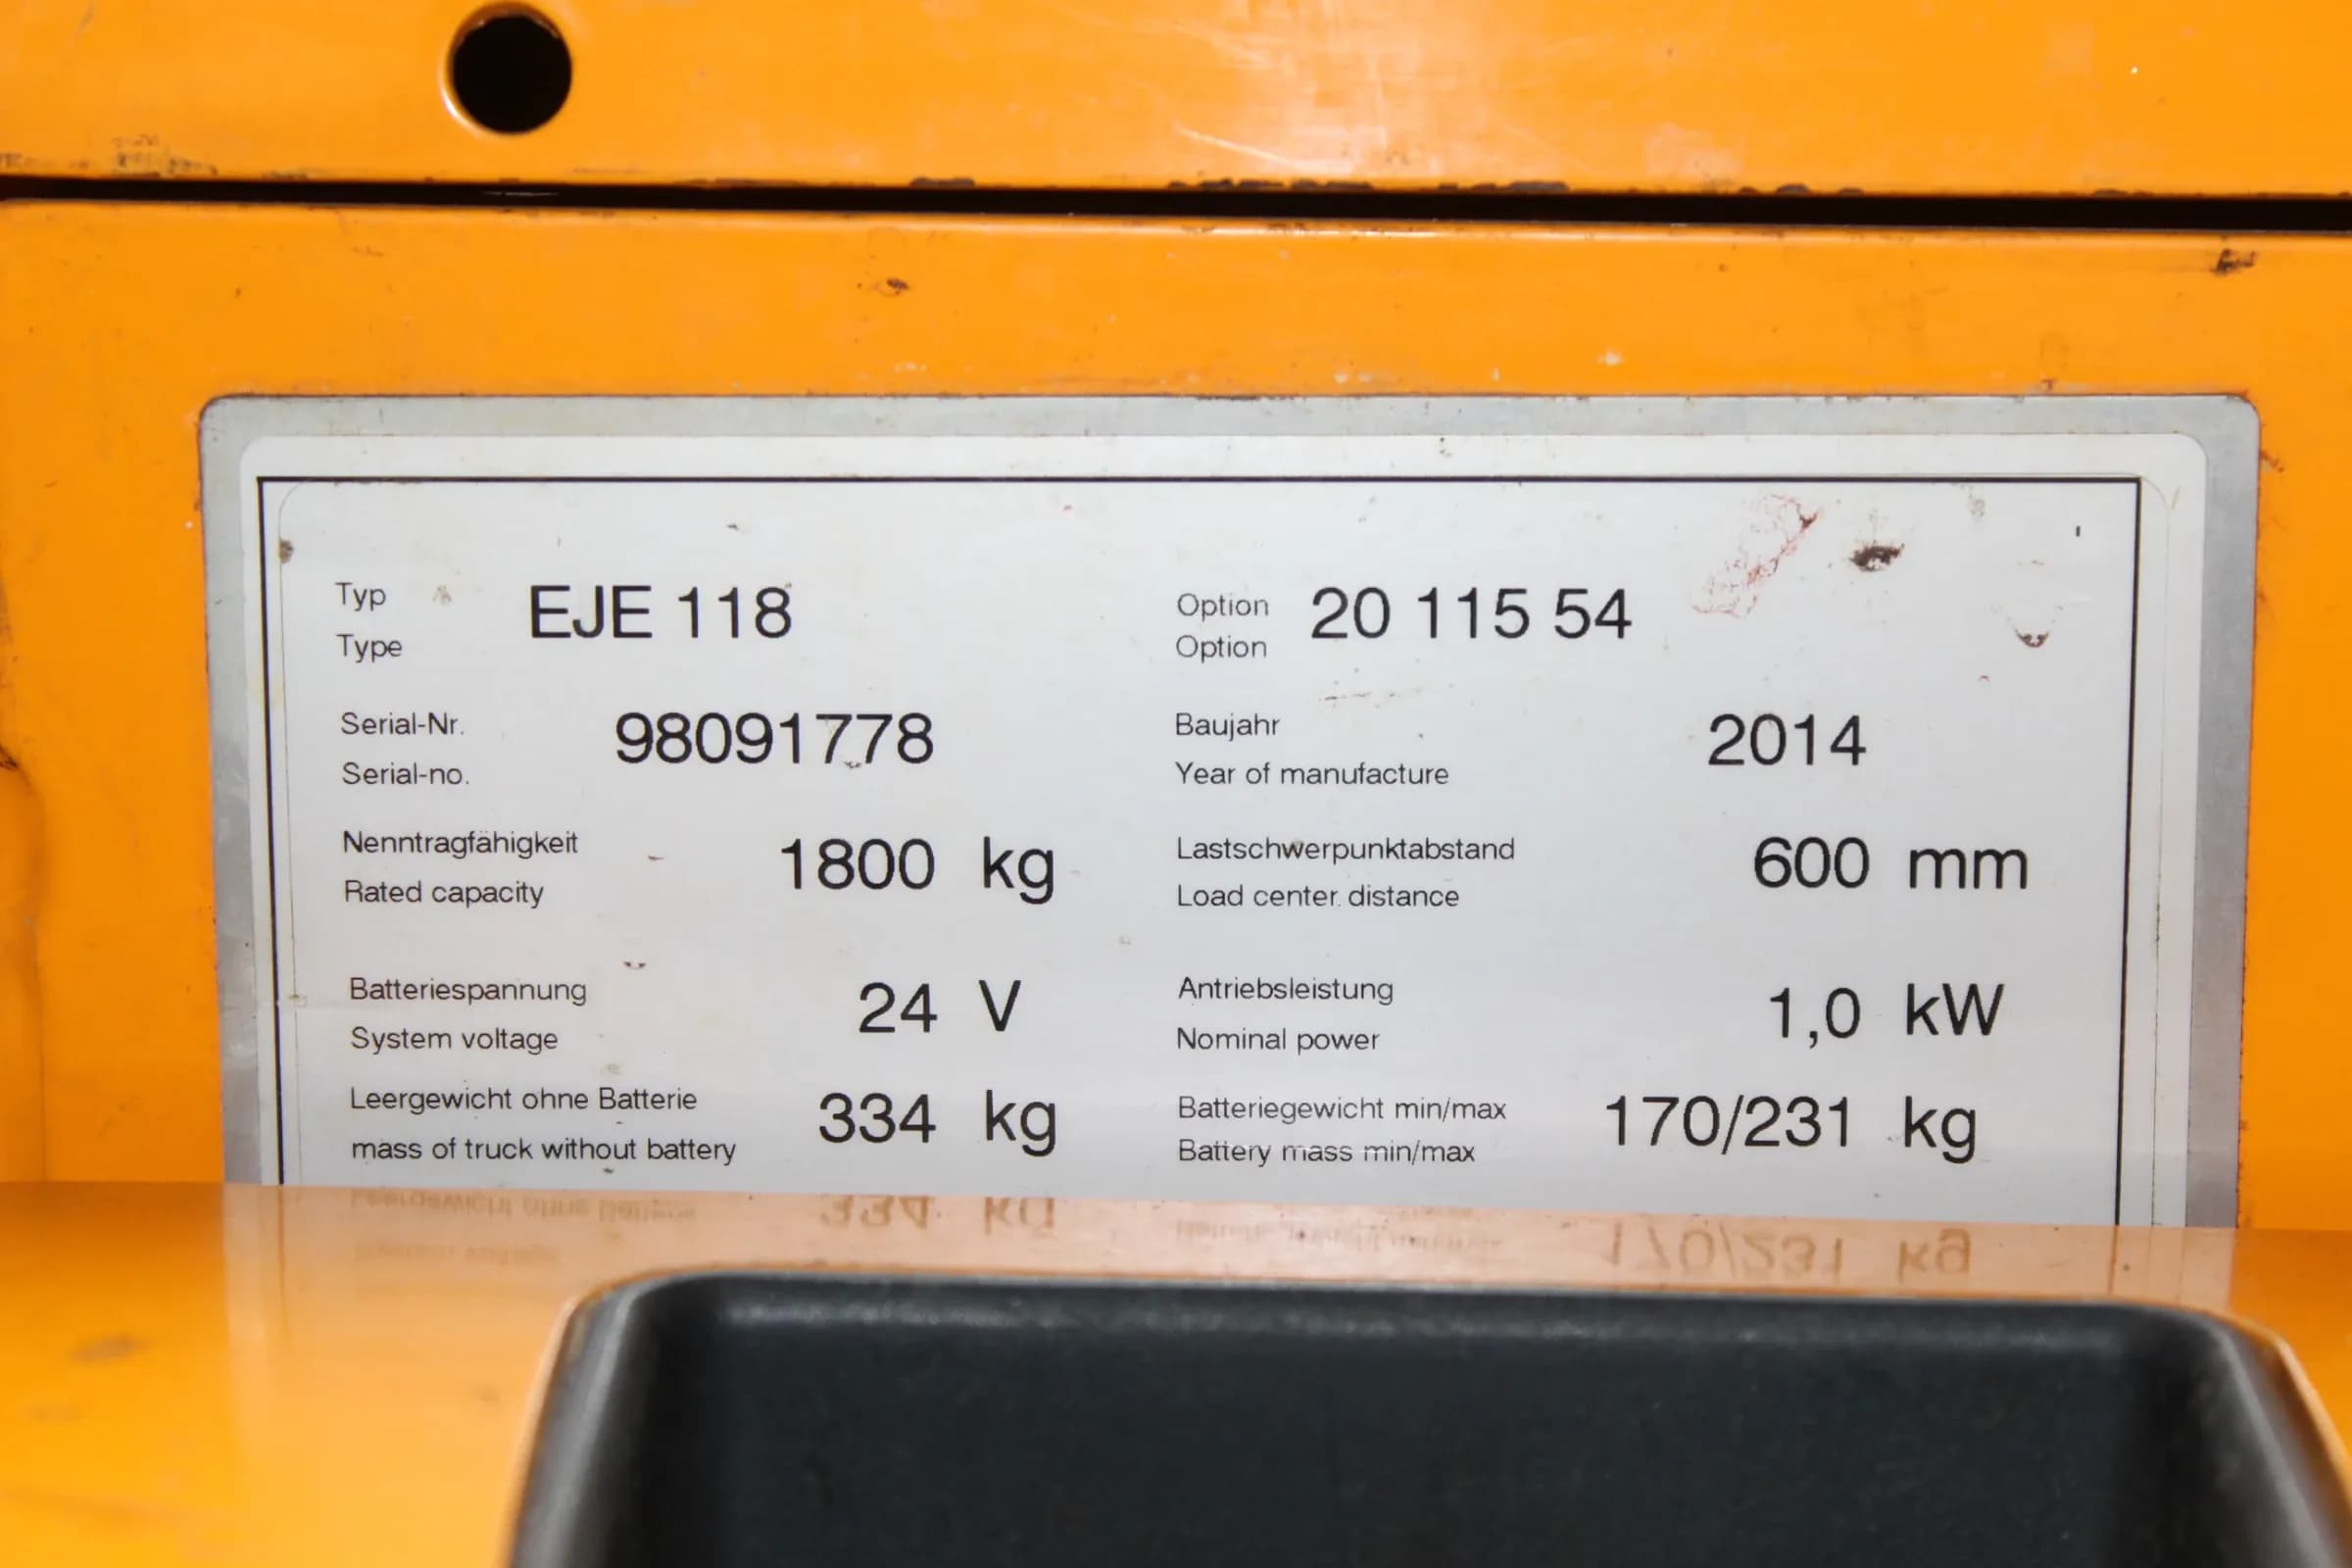 Typ EJE 118 Option 20 115 54
Type Option
Serial-Nr. 98091778 Baujahr 2014
Serial-no. Year of manufacture
Nenntragfähigkeit 1800 kg Lastschwerpunktabstand 600 mm
Rated capacity Load center distance
Batteriespannung 24 V Antriebsleistung 1,0 kW
System voltage Nominal power
Leergewicht ohne Batterie 334 kg Batteriegewicht min/max 170/231 kg
mass of truck without battery Battery mass min/max